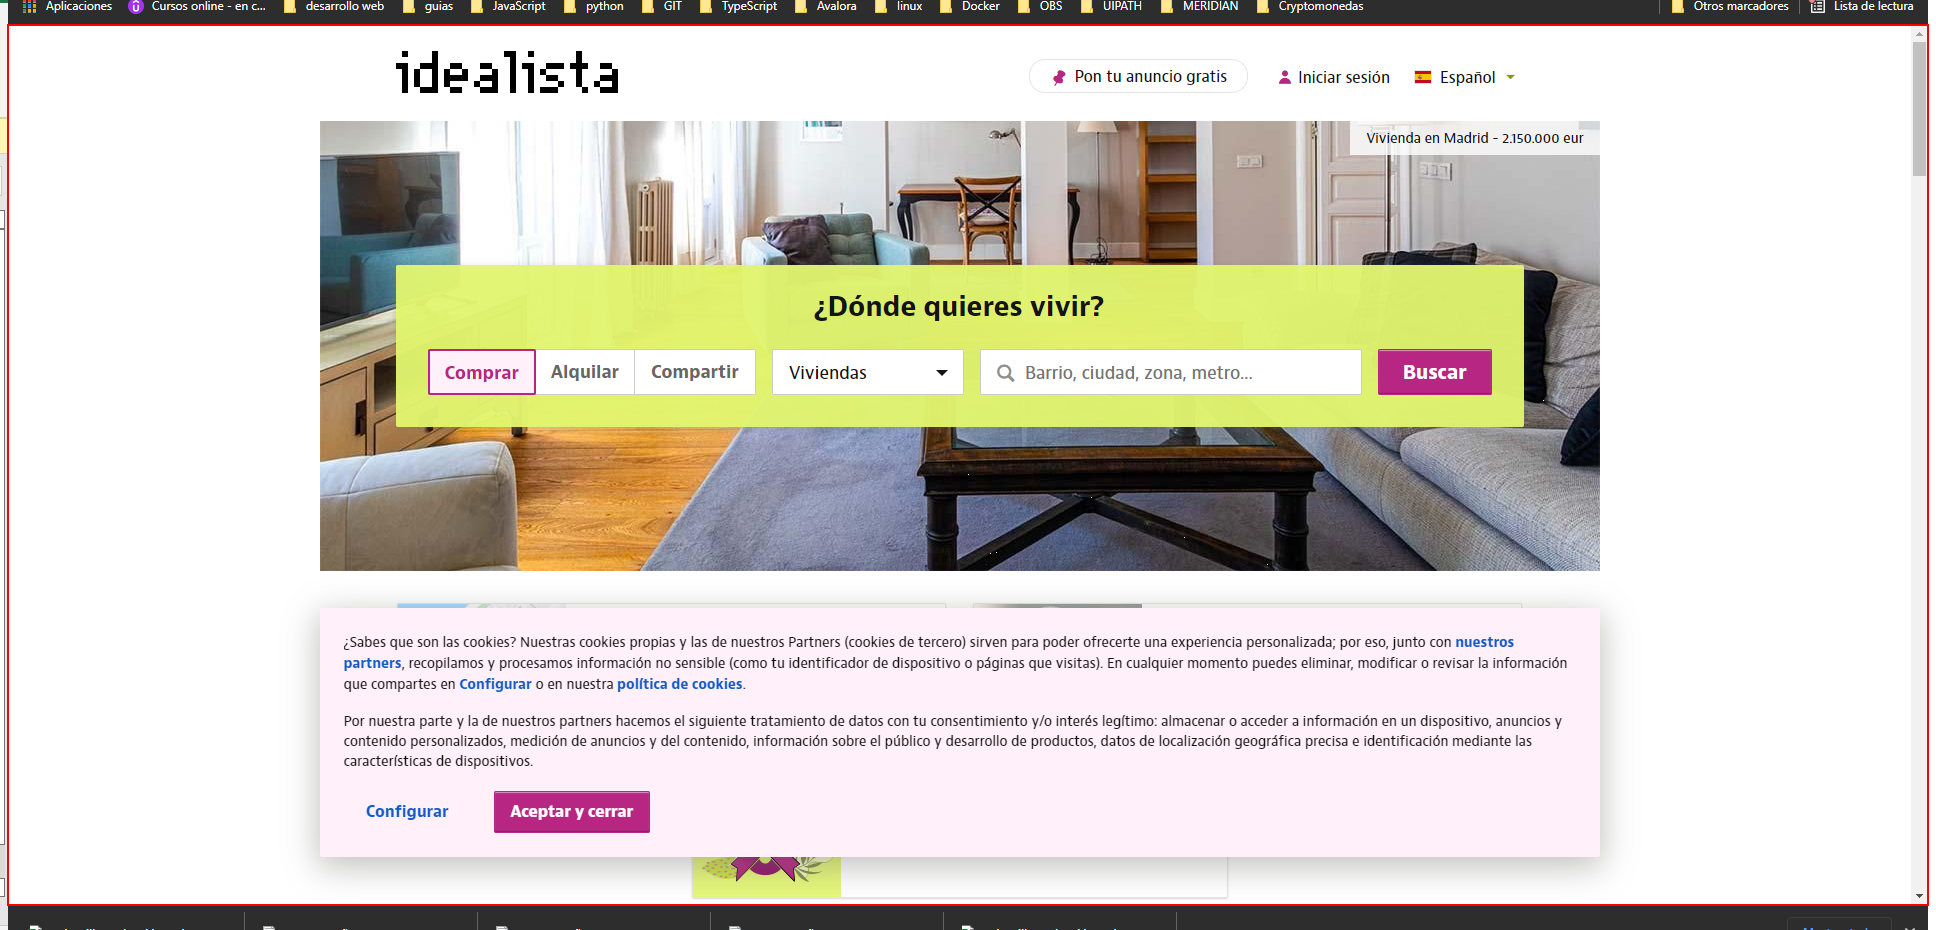 Aplicaciones Cursos online - en c... desarrollo web guias JavaScript python GIT TypeScript Avalora linux Docker OBS UIPATH MERIDIAN Cryptomonedas Otros marcadores Lista de lectura
idealista
Pon tu anuncio gratis Iniciar sesión Español
Vivienda en Madrid - 2.150.000 eur
¿Dónde quieres vivir?
Comprar Alquilar Compartir Viviendas Barrio, ciudad, zona, metro... Buscar
¿Sabes que son las cookies? Nuestras cookies propias y las de nuestros Partners (cookies de tercero) sirven para poder ofrecerte una experiencia personalizada; por eso, junto con nuestros
partners, recopilamos y procesamos información no sensible (como tu identificador de dispositivo o páginas que visitas). En cualquier momento puedes eliminar, modificar o revisar la información
que compartes en Configurar o en nuestra política de cookies.
Por nuestra parte y la de nuestros partners hacemos el siguiente tratamiento de datos con tu consentimiento y/o interés legítimo: almacenar o acceder a información en un dispositivo, anuncios y
contenido personalizados, medición de anuncios y del contenido, información sobre el público y desarrollo de productos, datos de localización geográfica precisa e identificación mediante las
características de dispositivos.
Configurar Aceptar y cerrar